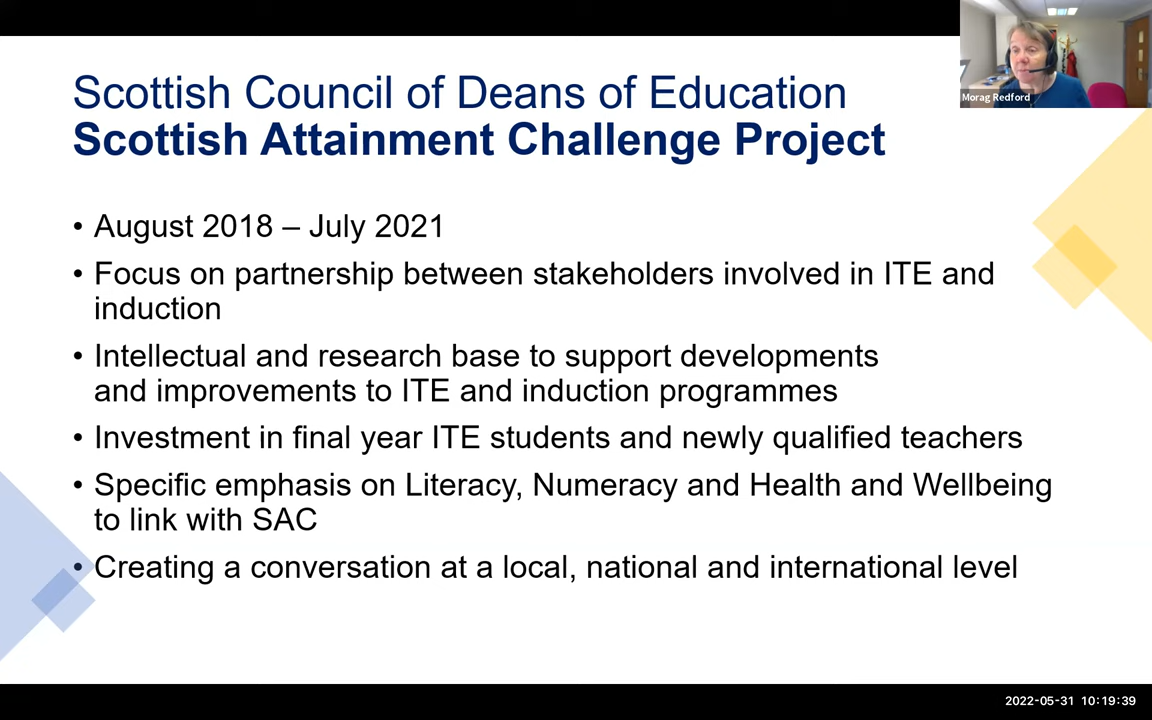 Scottish Council of Deans of Education
Scottish Attainment Challenge Project
Morag Redford
• August 2018 – July 2021
• Focus on partnership between stakeholders involved in ITE and
induction
• Intellectual and research base to support developments
and improvements to ITE and induction programmes
• Investment in final year ITE students and newly qualified teachers
• Specific emphasis on Literacy, Numeracy and Health and Wellbeing
to link with SAC
• Creating a conversation at a local, national and international level
2022-05-31 10:19:39